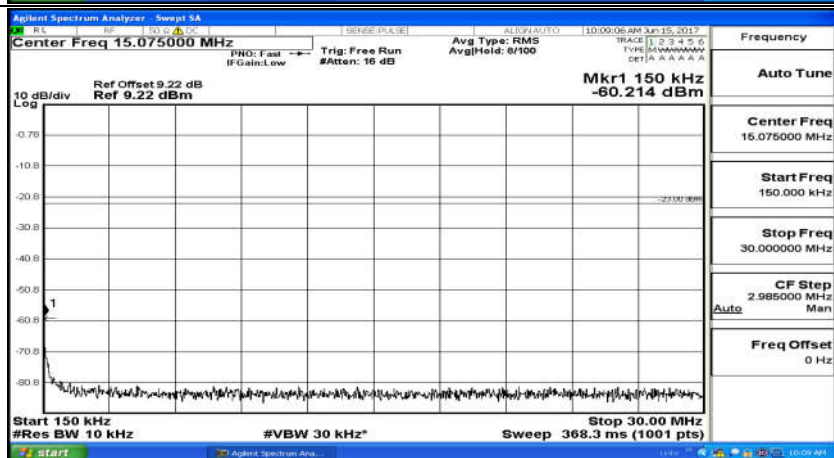 Agilent Spectrum Analyzer - Swept SA
RL RF 50 Ω DC SENSE:PULSE ALIGN AUTO 10:09:06 AM Jun 15, 2017
Center Freq 15.075000 MHz
PNO: Fast
IFGain:Low
Trig: Free Run
#Atten: 16 dB
Avg Type: RMS
Avg|Hold: 8/100
TRACE 1 2 3 4 5 6
TYPE MWWWWW
DET A A A A A A
Frequency
Auto Tune
Center Freq
15.075000 MHz
Start Freq
150.000 kHz
Stop Freq
30.000000 MHz
CF Step
2.985000 MHz
Auto Man
Freq Offset
0 Hz
Ref Offset 9.22 dB
Ref 9.22 dBm
10 dB/div
Log
Mkr1 150 kHz
-60.214 dBm
-0.78
-10.8
-20.8
-23.00 dBm
-30.8
-40.8
-50.8
1
-60.8
-70.8
-80.8
Start 150 kHz
#Res BW 10 kHz
#VBW 30 kHz*
Stop 30.00 MHz
Sweep 368.3 ms (1001 pts)
start
Agilent Spectrum Ana...
10:09 AM